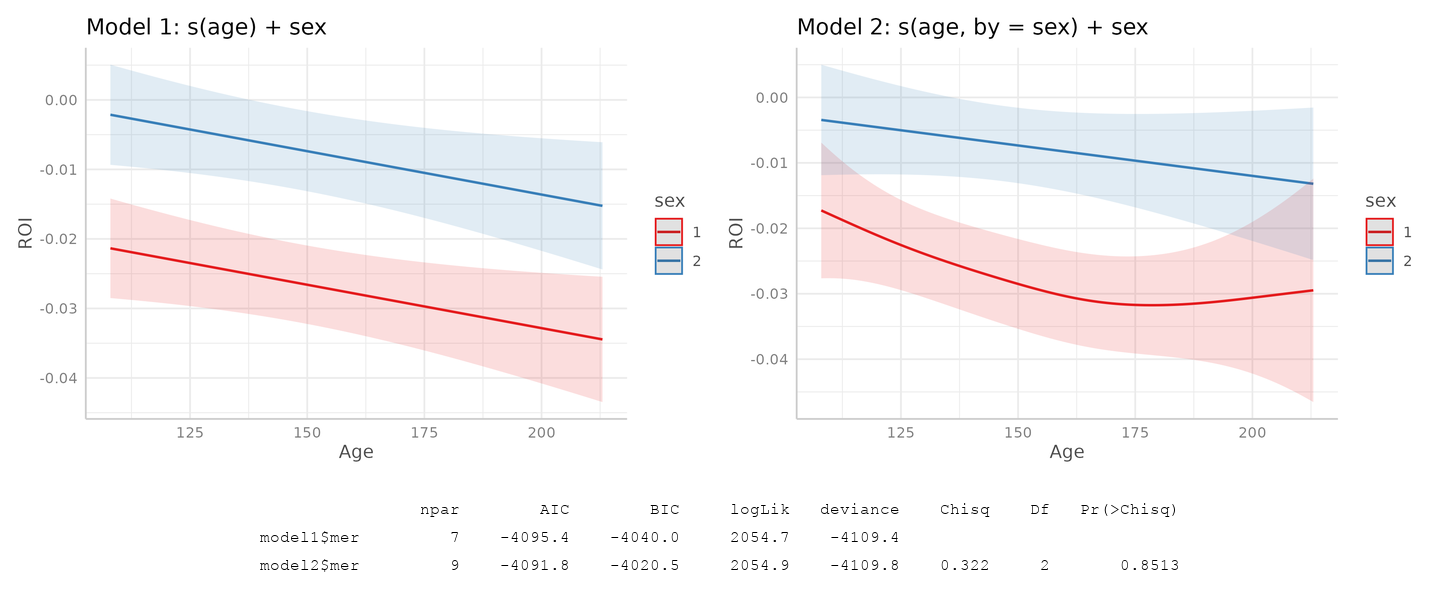 Model 1: s(age) + sex
0.00
-0.01
-0.02
-0.03
-0.04
ROI
125 150 175 200
Age
sex
1
2
Model 2: s(age, by = sex) + sex
0.00
-0.01
-0.02
-0.03
-0.04
ROI
125 150 175 200
Age
sex
1
2
npar AIC BIC logLik deviance Chisq Df Pr(>Chisq)
model1$mer 7 -4095.4 -4040.0 2054.7 -4109.4
model2$mer 9 -4091.8 -4020.5 2054.9 -4109.8 0.322 2 0.8513